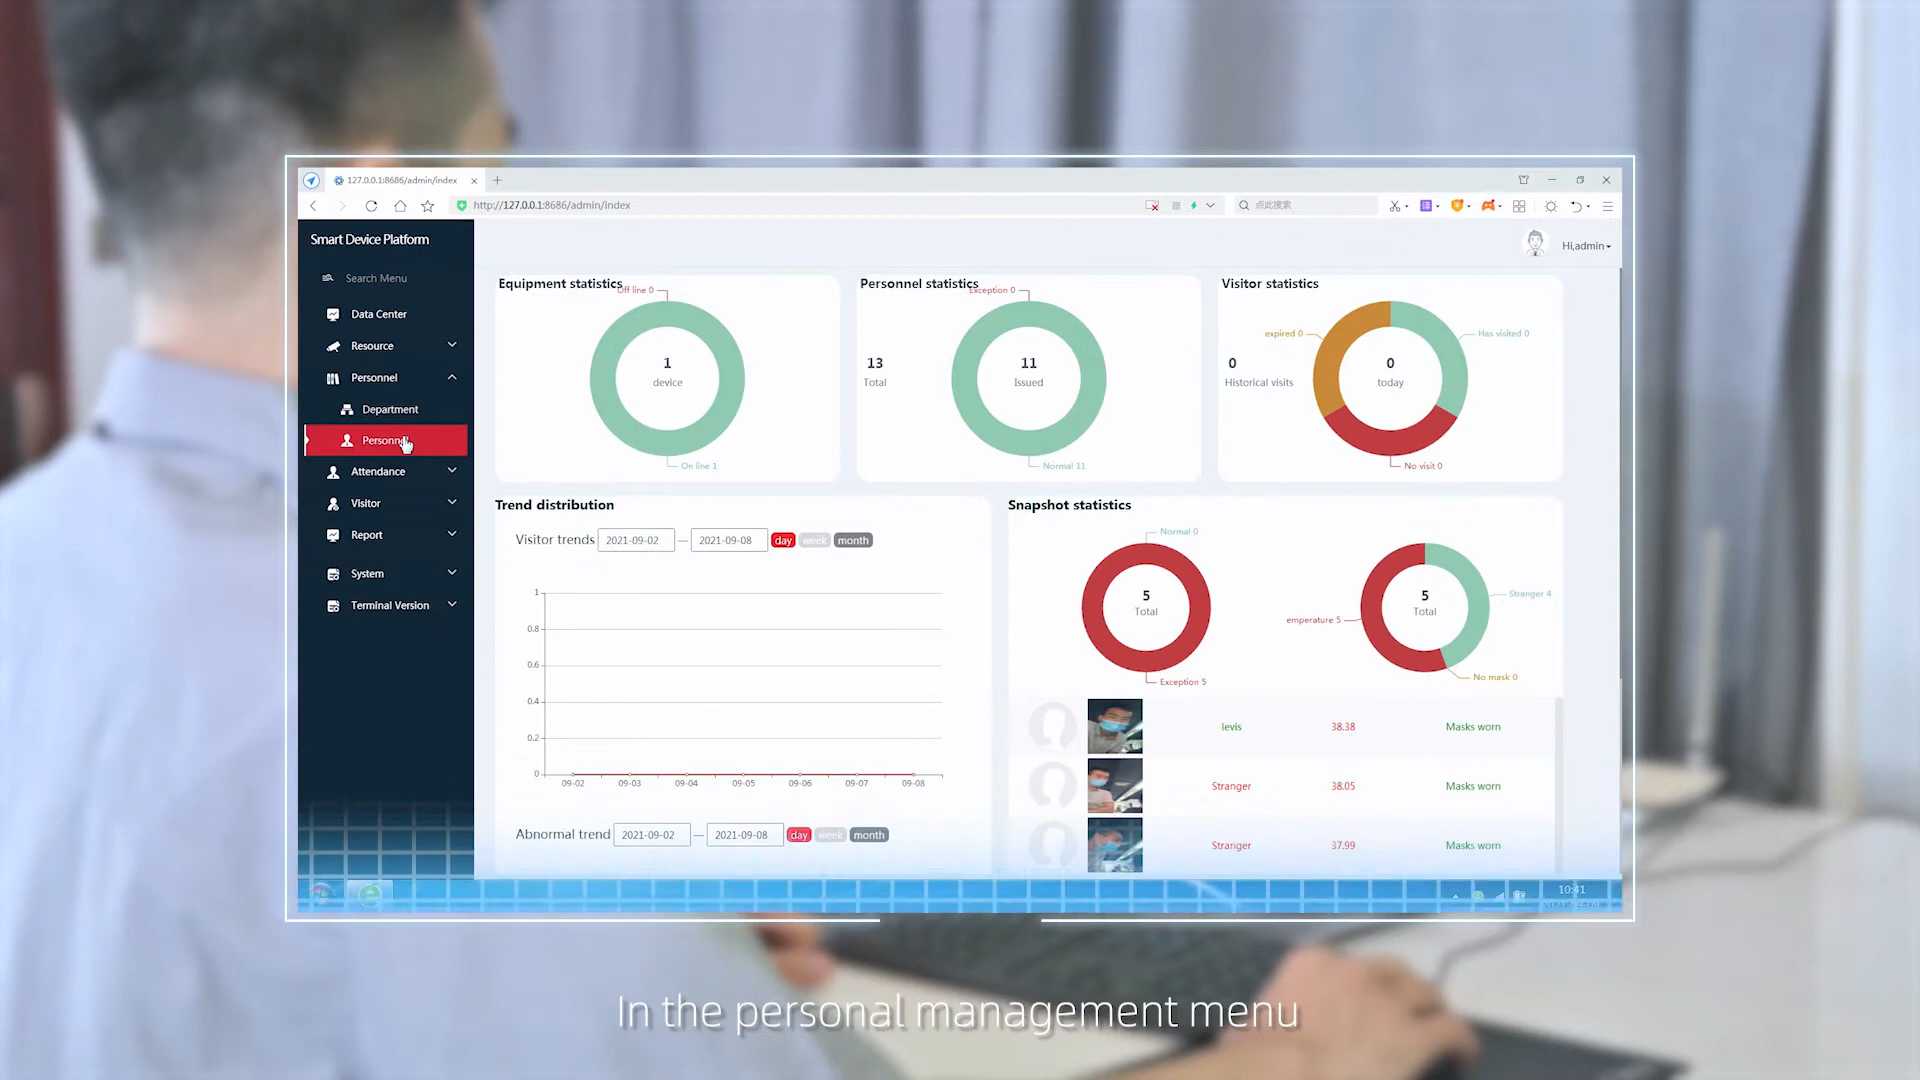 127.0.0.1:8686/admin/index
http://127.0.0.1:8686/admin/index
点此搜索
Smart Device Platform
Hi,admin
Search Menu
Data Center
Resource
Personnel
Department
Personnel
Attendance
Visitor
Report
System
Terminal Version
Equipment statistics
Off line 0
1
device
On line 1
Personnel statistics
Exception 0
13
Total
11
Issued
Normal 11
Visitor statistics
expired 0
Has visited 0
0
Historical visits
0
today
No visit 0
Trend distribution
Visitor trends 2021-09-02 — 2021-09-08 day week month
1
0.8
0.6
0.4
0.2
0
09-02 09-03 09-04 09-05 09-06 09-07 09-08
Abnormal trend 2021-09-02 — 2021-09-08 day week month
Snapshot statistics
Normal 0
5
Total
Exception 5
Stranger 4
emperature 5
5
Total
No mask 0
levis 38.38 Masks worn
Stranger 38.05 Masks worn
Stranger 37.99 Masks worn
10:41
In the personal management menu